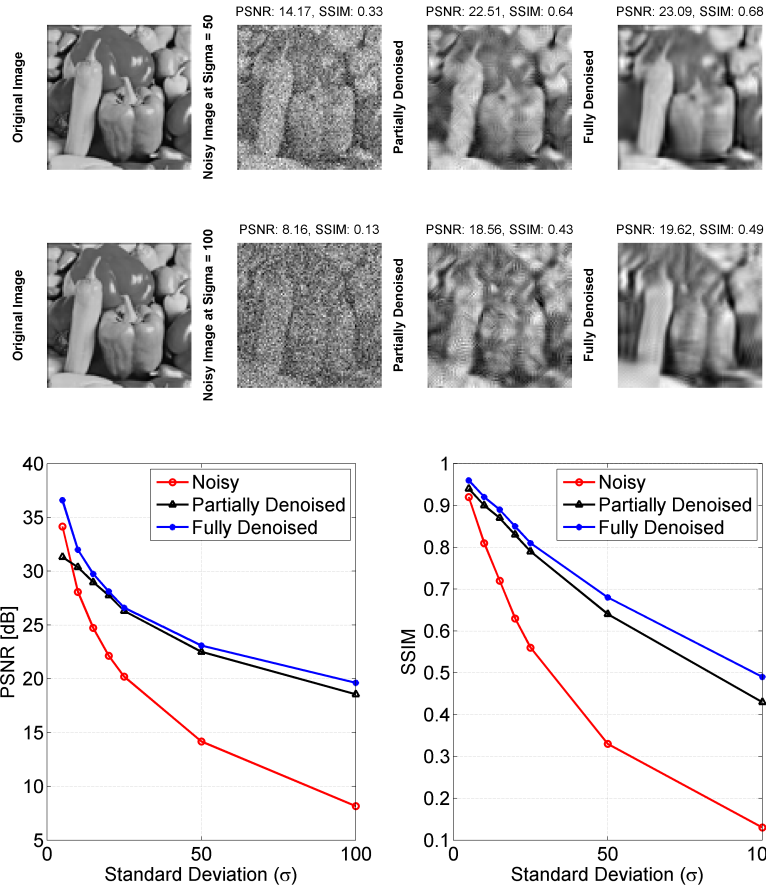 Original Image
Noisy Image at Sigma = 50
PSNR: 14.17, SSIM: 0.33
Partially Denoised
PSNR: 22.51, SSIM: 0.64
Fully Denoised
PSNR: 23.09, SSIM: 0.68
Original Image
Noisy Image at Sigma = 100
PSNR: 8.16, SSIM: 0.13
Partially Denoised
PSNR: 18.56, SSIM: 0.43
Fully Denoised
PSNR: 19.62, SSIM: 0.49
PSNR [dB]
40
35
30
25
20
15
10
5
0
50
100
Standard Deviation (σ)
Noisy
Partially Denoised
Fully Denoised
SSIM
1
0.9
0.8
0.7
0.6
0.5
0.4
0.3
0.2
0.1
0
50
100
Standard Deviation (σ)
Noisy
Partially Denoised
Fully Denoised